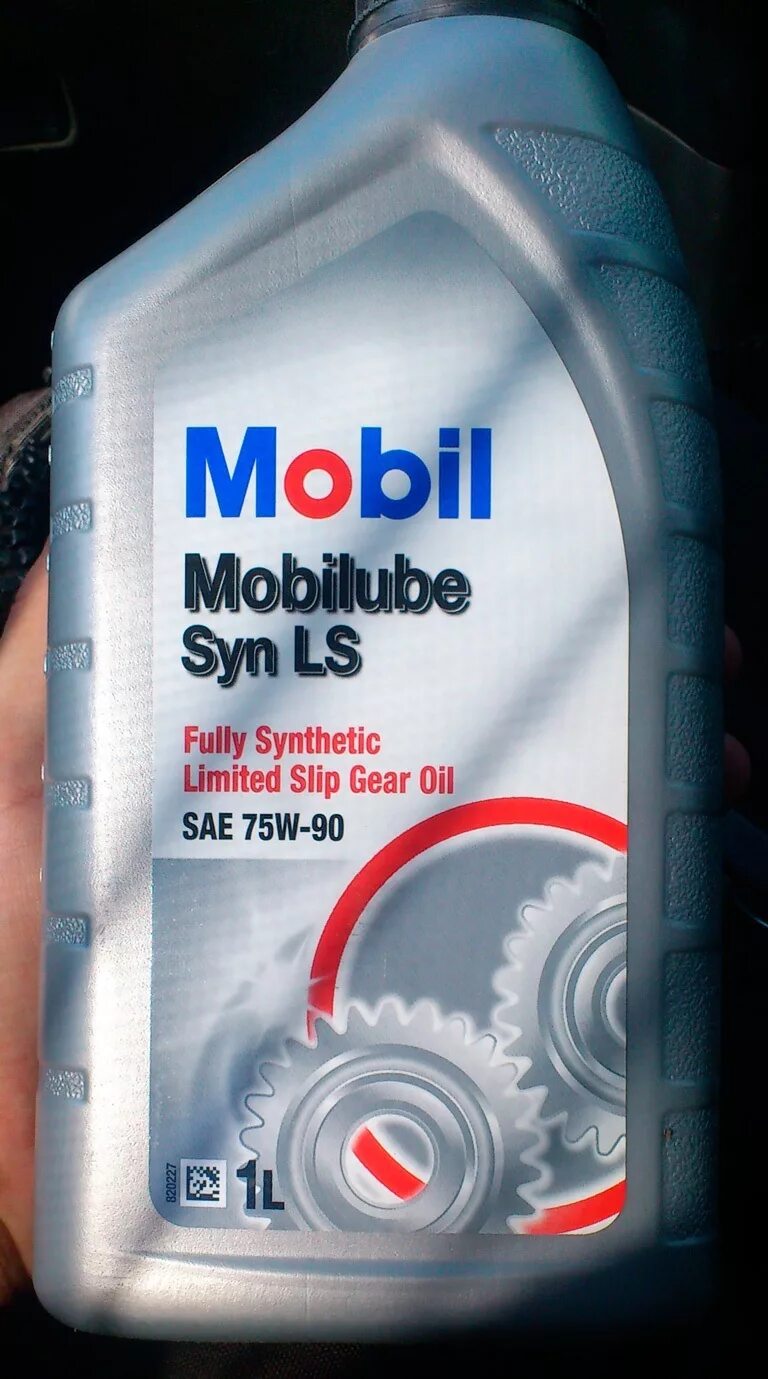 Mobil
Mobilube
Syn LS
Fully Synthetic
Limited Slip Gear Oil
SAE 75W-90
820227
1L